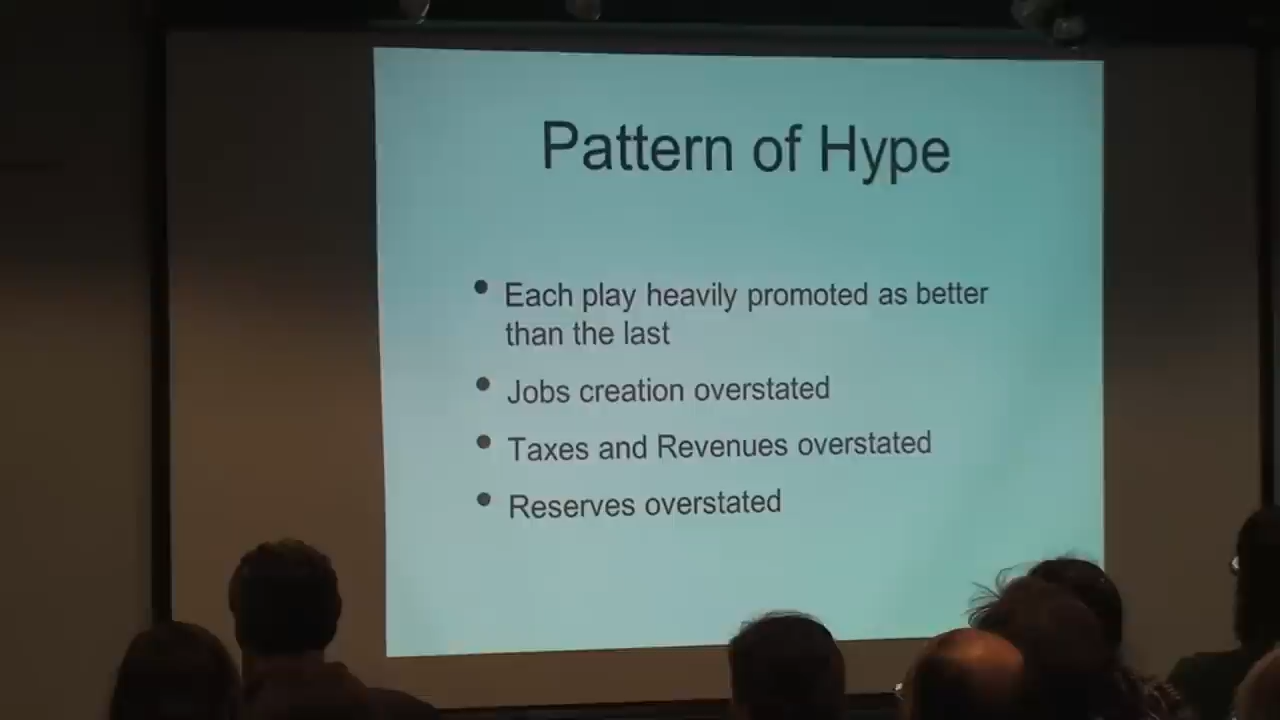 Pattern of Hype
• Each play heavily promoted as better
than the last
• Jobs creation overstated
• Taxes and Revenues overstated
• Reserves overstated